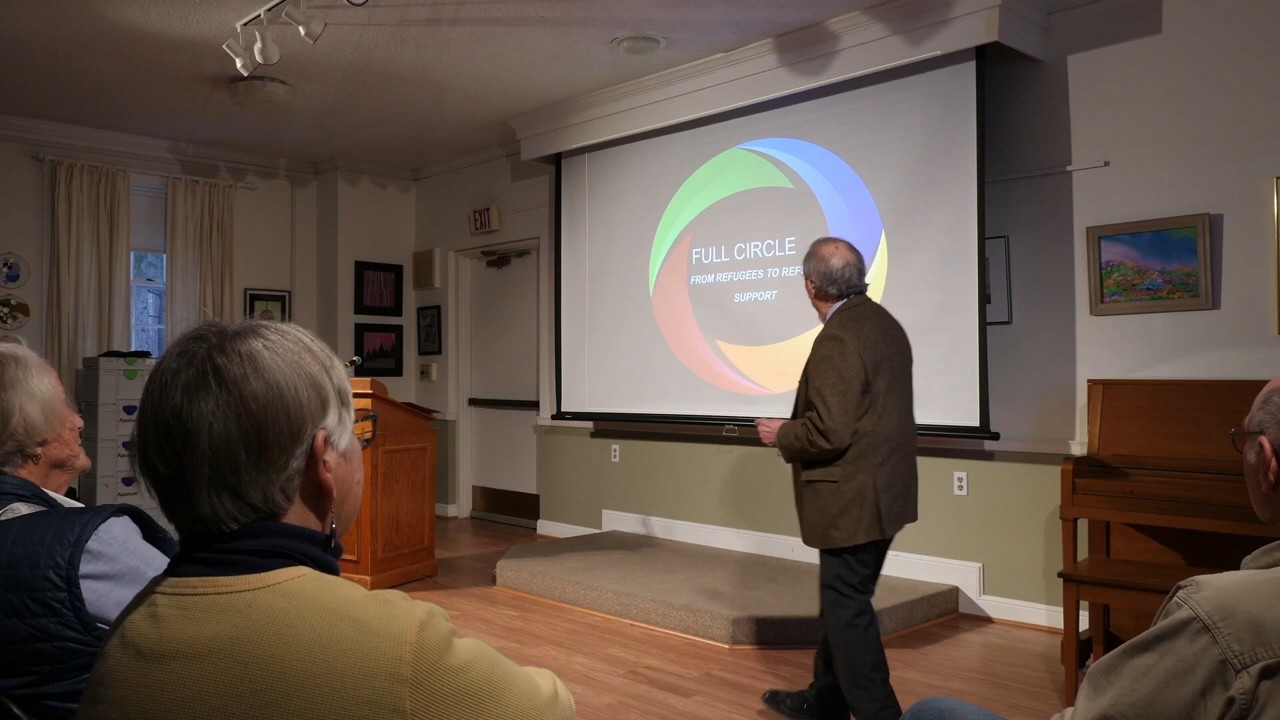 EXIT
FULL CIRCLE
FROM REFUGEES TO REF
SUPPORT